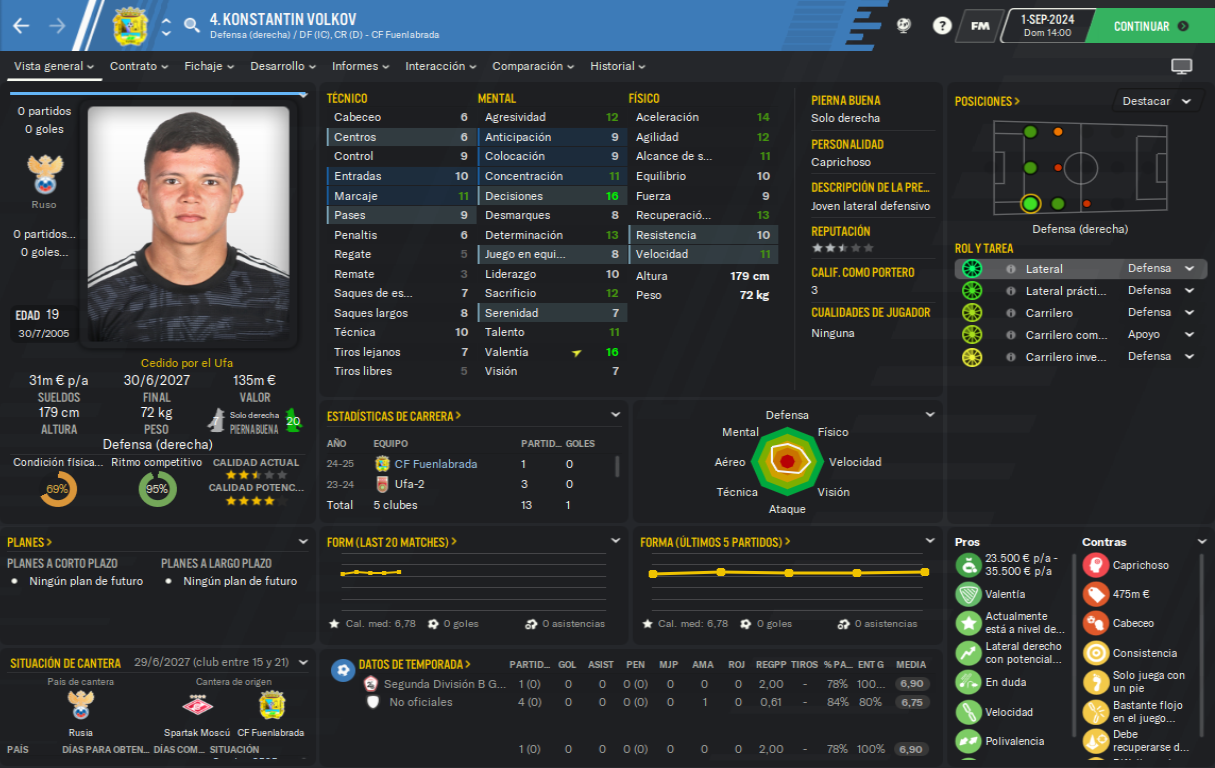 4. KONSTANTIN VOLKOV
Defensa (derecha) / DF (IC), CR (D) - CF Fuenlabrada
?
FM
1-SEP-2024
Dom 14:00
CONTINUAR
Vista general
Contrato
Fichaje
Desarrollo
Informes
Interacción
Comparación
Historial
0 partidos
0 goles
Ruso
0 partidos...
0 goles...
EDAD 19
30/7/2005
Cedido por el Ufa
31m € p/a
SUELDOS
30/6/2027
FINAL
135m €
VALOR
179 cm
ALTURA
72 kg
PESO
7
Solo derecha
PIERNA BUENA
20
Defensa (derecha)
Condición física...
69%
Ritmo competitivo
95%
CALIDAD ACTUAL
CALIDAD POTENC...
TÉCNICO
Cabeceo 6
Centros 6
Control 9
Entradas 10
Marcaje 11
Pases 9
Penaltis 6
Regate 5
Remate 3
Saques de es... 7
Saques largos 8
Técnica 10
Tiros lejanos 7
Tiros libres 5
MENTAL
Agresividad 12
Anticipación 9
Colocación 9
Concentración 11
Decisiones 16
Desmarques 8
Determinación 13
Juego en equi... 8
Liderazgo 10
Sacrificio 12
Serenidad 7
Talento 11
Valentía 16
Visión 7
FÍSICO
Aceleración 14
Agilidad 12
Alcance de s... 11
Equilibrio 10
Fuerza 9
Recuperació... 13
Resistencia 10
Velocidad 11
Altura 179 cm
Peso 72 kg
PIERNA BUENA
Solo derecha
PERSONALIDAD
Caprichoso
DESCRIPCIÓN DE LA PRE...
Joven lateral defensivo
REPUTACIÓN
CALIF. COMO PORTERO
3
CUALIDADES DE JUGADOR
Ninguna
POSICIONES >
Destacar
Defensa (derecha)
ROL Y TAREA
Lateral Defensa
Lateral prácti... Defensa
Carrilero Defensa
Carrilero com... Apoyo
Carrilero inve... Defensa
ESTADÍSTICAS DE CARRERA >
AÑO EQUIPO PARTID... GOLES
24-25 CF Fuenlabrada 1 0
23-24 Ufa-2 3 0
Total 5 clubes 13 1
Defensa
Mental
Físico
Aéreo
Velocidad
Técnica
Visión
Ataque
PLANES >
PLANES A CORTO PLAZO
Ningún plan de futuro
PLANES A LARGO PLAZO
Ningún plan de futuro
FORM (LAST 20 MATCHES) >
Cal. med: 6,78
0 goles
0 asistencias
FORMA (ÚLTIMOS 5 PARTIDOS) >
Cal. med: 6,78
0 goles
0 asistencias
Pros
23.500 € p/a -
35.500 € p/a
Valentía
Actualmente
está a nivel de...
Lateral derecho
con potencial...
En duda
Velocidad
Polivalencia
Contras
Caprichoso
475m €
Cabeceo
Consistencia
Solo juega con
un pie
Bastante flojo
en el juego...
Debe
recuperarse d...
SITUACIÓN DE CANTERA
29/6/2027 (club entre 15 y 21)
País de cantera
Rusia
Cantera de origen
Spartak Moscú
CF Fuenlabrada
PAÍS DÍAS PARA OBTEN... DÍAS COM... SITUACIÓN
DATOS DE TEMPORADA > PARTID... GOL ASIST PEN MJP AMA ROJ REGPP TIROS %PA... ENT G MEDIA
Segunda División B G... 1 (0) 0 0 0 (0) 0 0 0 2,00 - 78% 100... 6,90
No oficiales 4 (0) 0 0 0 (0) 0 1 0 0,61 - 84% 80% 6,75
1 (0) 0 0 0 (0) 0 0 0 2,00 - 78% 100% 6,90